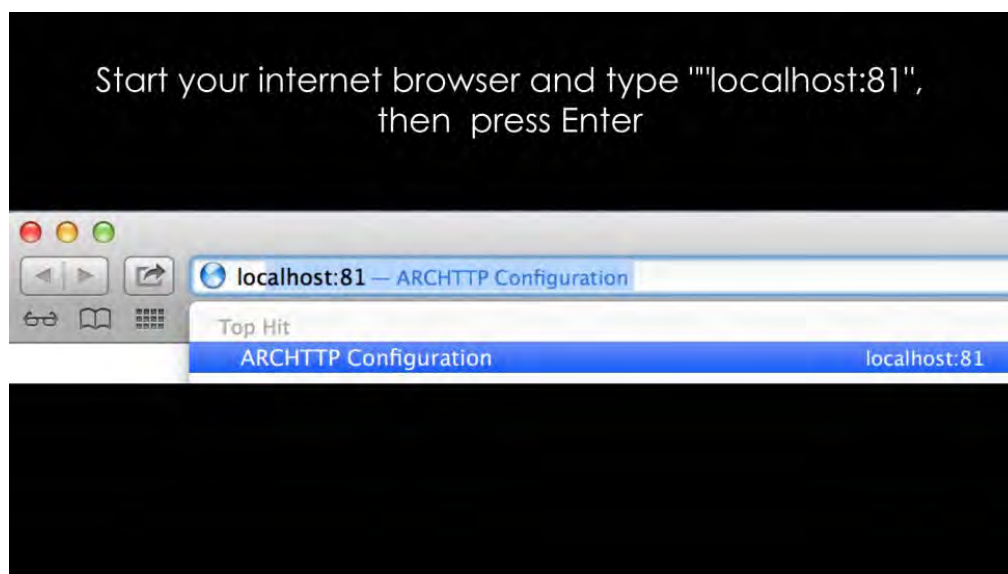 Start your internet browser and type ""localhost:81",
then press Enter
localhost:81 — ARCHTTP Configuration
Top Hit
ARCHTTP Configuration localhost:81